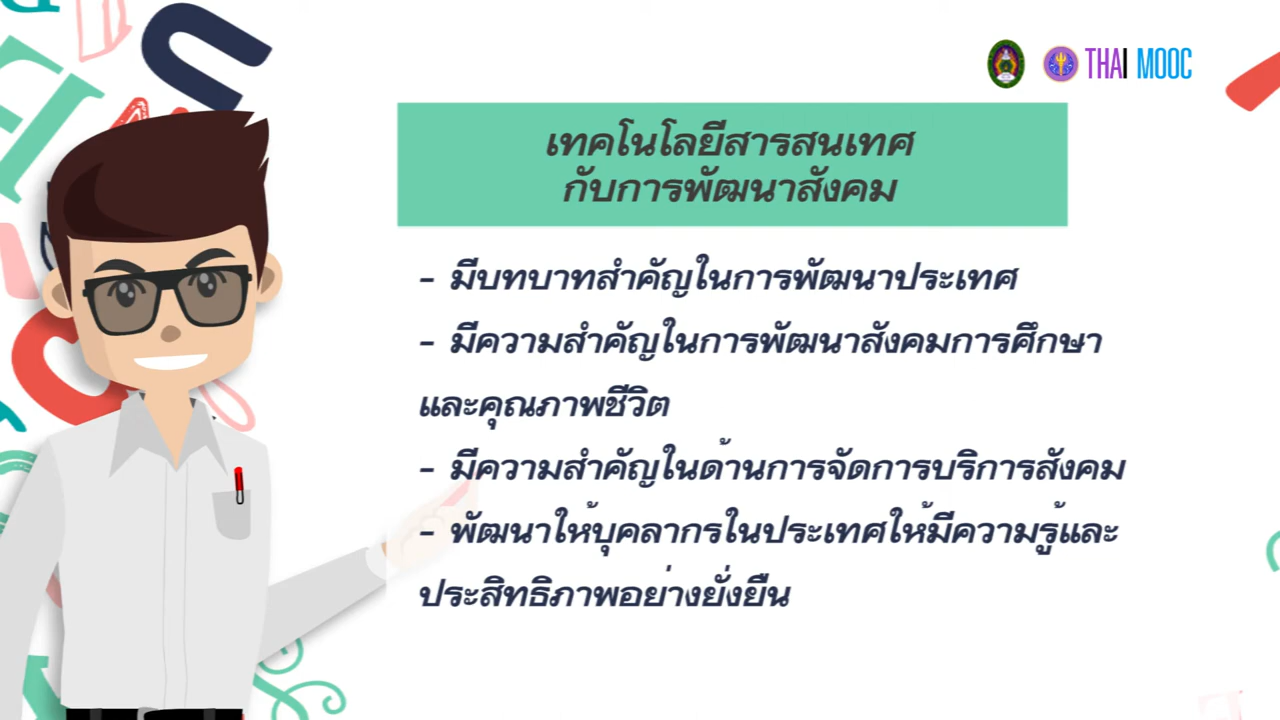 THAI MOOC
เทคโนโลยีสารสนเทศ
กับการพัฒนาสังคม
- มีบทบาทสำคัญในการพัฒนาประเทศ
- มีความสำคัญในการพัฒนาสังคมการศึกษา
และคุณภาพชีวิต
- มีความสำคัญในด้านการจัดการบริการสังคม
- พัฒนาให้บุคลากรในประเทศให้มีความรู้และ
ประสิทธิภาพอย่างยั่งยืน